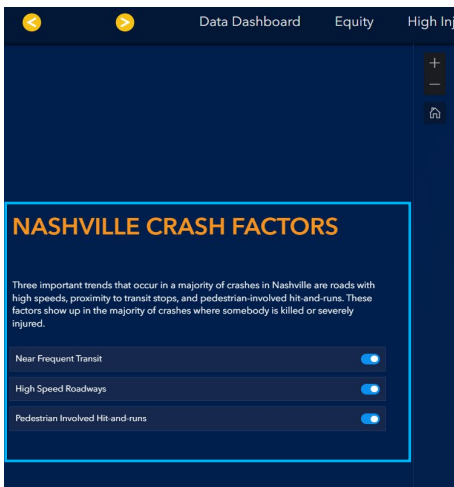 Data Dashboard Equity High Inj
NASHVILLE CRASH FACTORS
Three important trends that occur in a majority of crashes in Nashville are roads with
high speeds, proximity to transit stops, and pedestrian-involved hit-and-runs. These
factors show up in the majority of crashes where somebody is killed or severely
injured.
Near Frequent Transit
High Speed Roadways
Pedestrian Involved Hit-and-runs